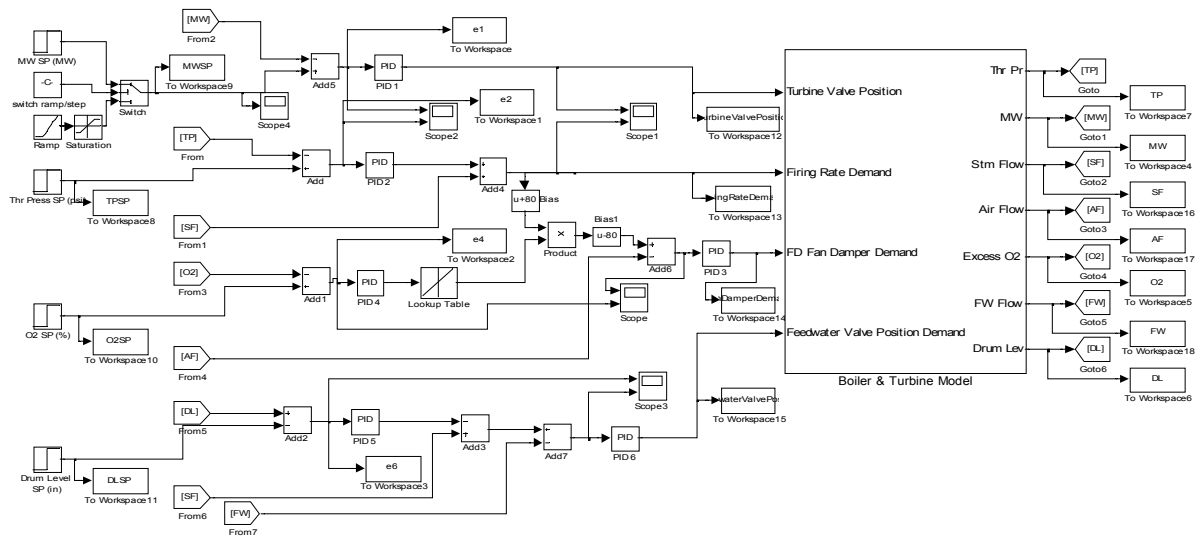 [MW]
From2
MW SP (MW)
-C-
switch ramp/step
Ramp
Saturation
Switch
MWSP
To Workspace9
Scope4
Add5
PID
PID 1
e1
To Workspace
Scope2
e2
To Workspace1
Scope1
urbineValvePositio
To Workspace12
[TP]
From
Thr Press SP (psi
TPSP
To Workspace8
Add
PID
PID 2
Add4
[SF]
From1
u+80
Bias
ngRateDema
To Workspace13
e4
To Workspace2
×
Product
Bias1
u-80
Add6
PID
PID 3
[O2]
From3
Add1
PID
PID 4
Lookup Table
Scope
DamperDema
To Workspace14
O2 SP (%)
O2SP
To Workspace10
[AF]
From4
Scope3
waterValvePos
To Workspace15
[DL]
From5
Add2
PID
PID 5
Add3
Add7
PID
PID 6
Drum Level
SP (in)
DLSP
To Workspace11
e6
To Workspace3
[SF]
From6
[FW]
From7
Turbine Valve Position
Firing Rate Demand
FD Fan Damper Demand
Feedwater Valve Position Demand
Thr Pr
MW
Stm Flow
Air Flow
Excess O2
FW Flow
Drum Lev
Boiler & Turbine Model
[TP]
Goto
TP
To Workspace7
[MW]
Goto1
MW
To Workspace4
[SF]
Goto2
SF
To Workspace16
[AF]
Goto3
AF
To Workspace17
[O2]
Goto4
O2
To Workspace5
[FW]
Goto5
FW
To Workspace18
[DL]
Goto6
DL
To Workspace6